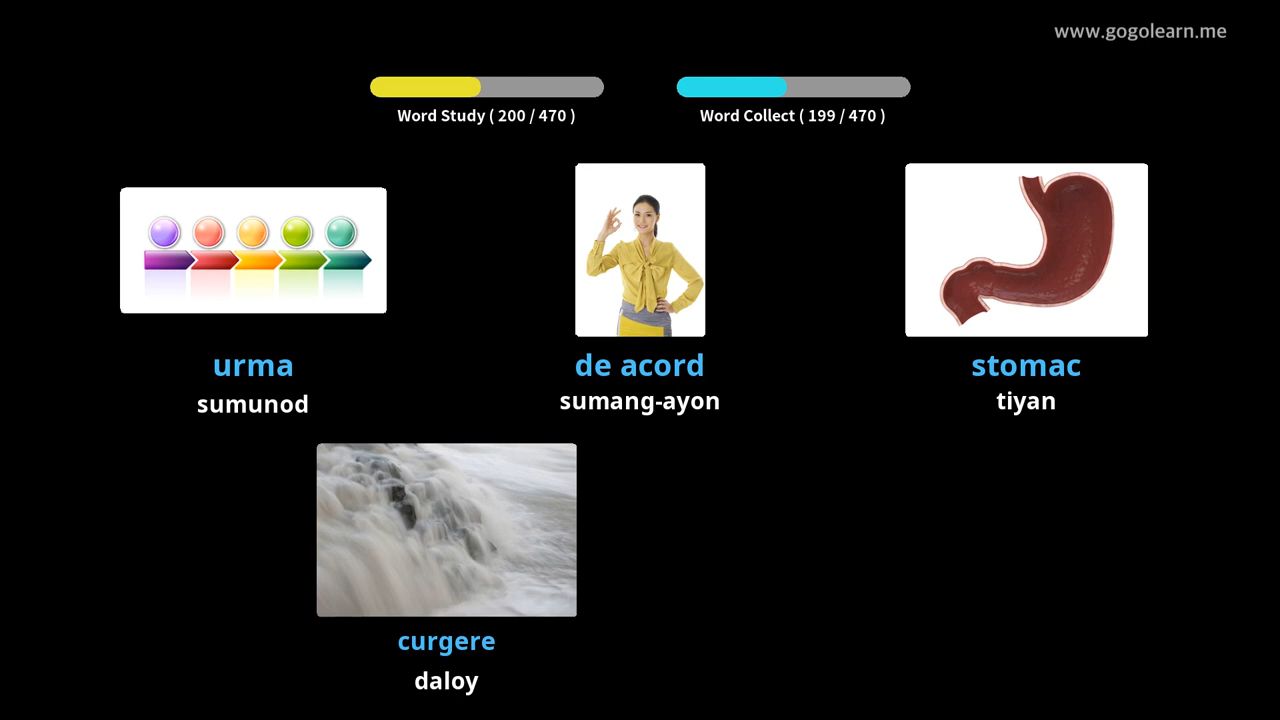 www.gogolearn.me
Word Study ( 200 / 470 )
Word Collect ( 199 / 470 )
urma
sumunod
de acord
sumang-ayon
stomac
tiyan
curgere
daloy